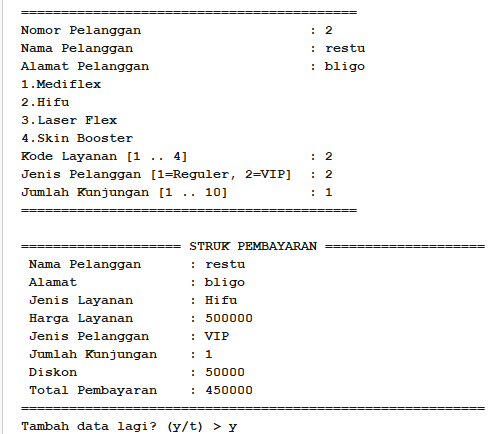 ==========================================
Nomor Pelanggan : 2
Nama Pelanggan : restu
Alamat Pelanggan : bligo
1.Mediflex
2.Hifu
3.Laser Flex
4.Skin Booster
Kode Layanan [1 .. 4] : 2
Jenis Pelanggan [1=Reguler, 2=VIP] : 2
Jumlah Kunjungan [1 .. 10] : 1
==========================================
==================== STRUK PEMBAYARAN ====================
Nama Pelanggan : restu
Alamat : bligo
Jenis Layanan : Hifu
Harga Layanan : 500000
Jenis Pelanggan : VIP
Jumlah Kunjungan : 1
Diskon : 50000
Total Pembayaran : 450000
==========================================================
Tambah data lagi? (y/t) > y